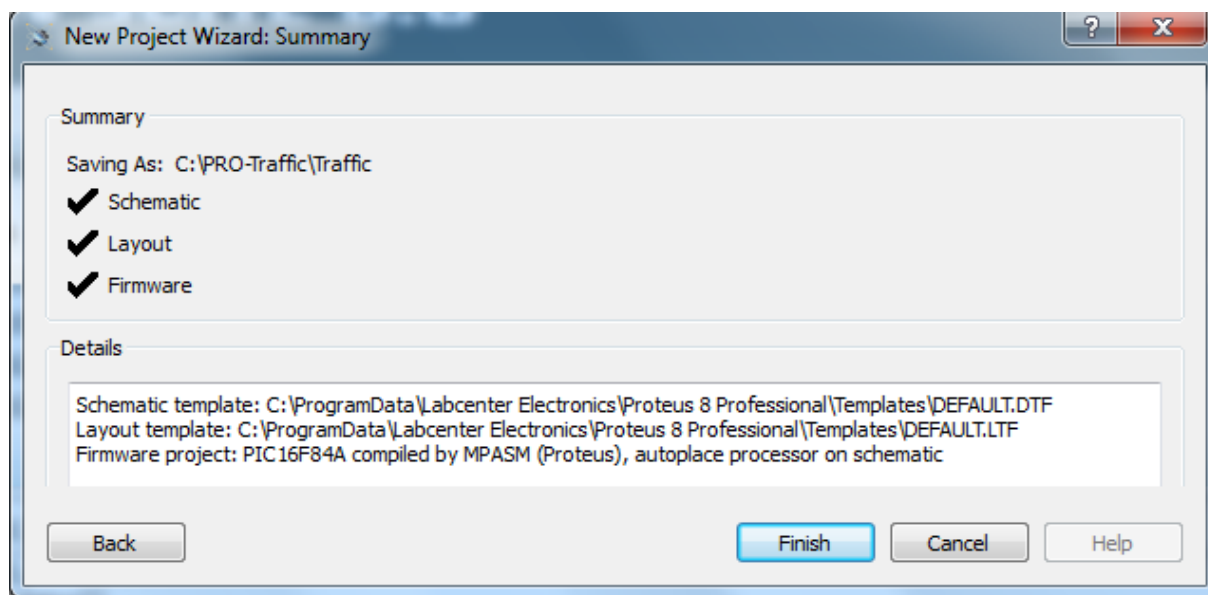 New Project Wizard: Summary
Summary
Saving As: C:\PRO-Traffic\Traffic
Schematic
Layout
Firmware
Details
Schematic template: C:\ProgramData\Labcenter Electronics\Proteus 8 Professional\Templates\DEFAULT.DTF
Layout template: C:\ProgramData\Labcenter Electronics\Proteus 8 Professional\Templates\DEFAULT.LTF
Firmware project: PIC16F84A compiled by MPASM (Proteus), autoplace processor on schematic
Back
Finish
Cancel
Help